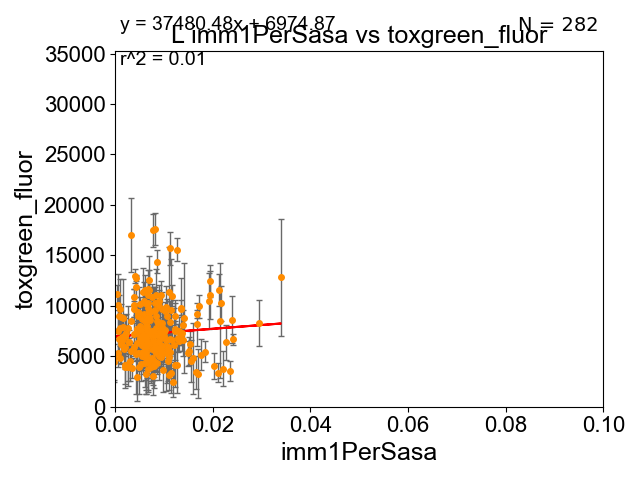 y = 37480.48x + 6974.87
N = 282
L imm1PerSasa vs toxgreen_fluor
r^2 = 0.01
35000
30000
25000
20000
15000
10000
5000
0
toxgreen_fluor
0.00 0.02 0.04 0.06 0.08 0.10
imm1PerSasa